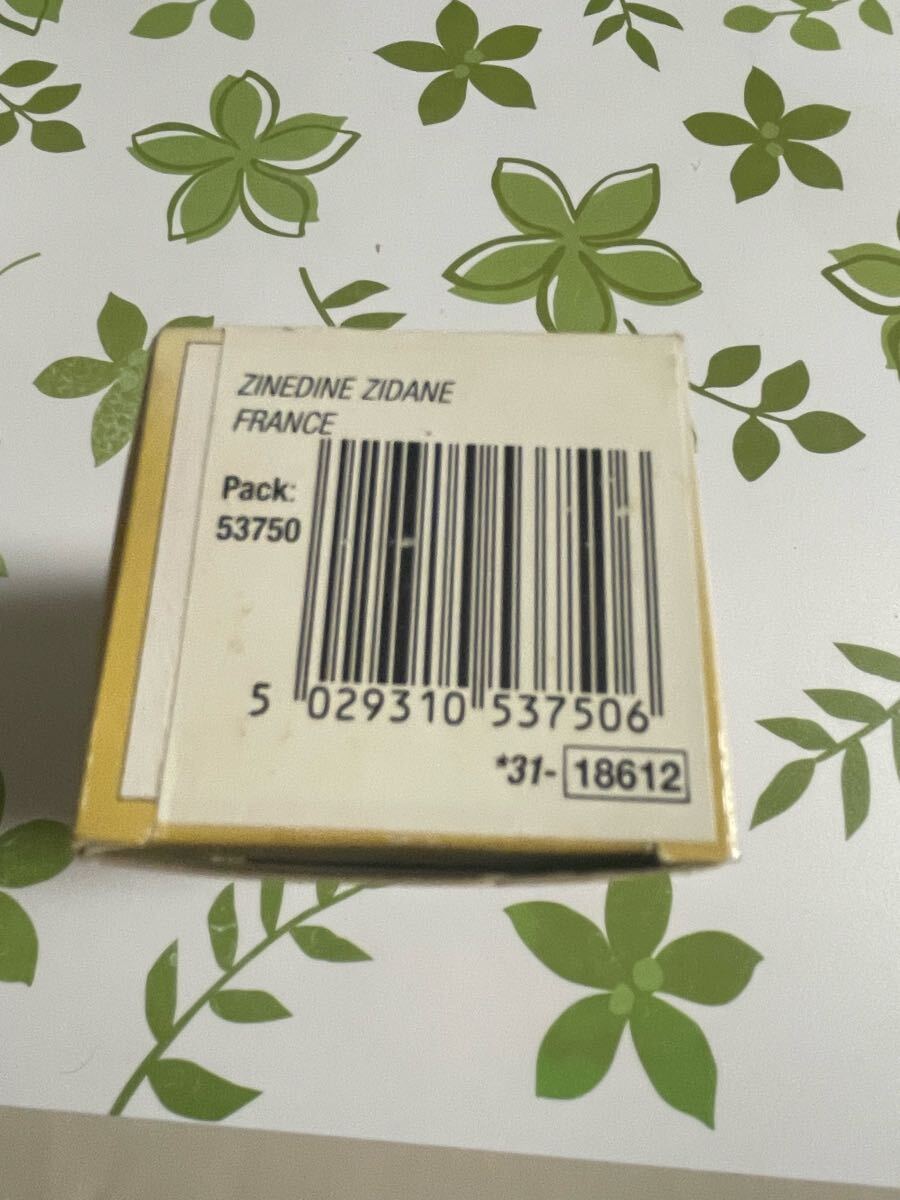 ZINEDINE ZIDANE
FRANCE
Pack:
53750
5 029310 537506
*31- 18612